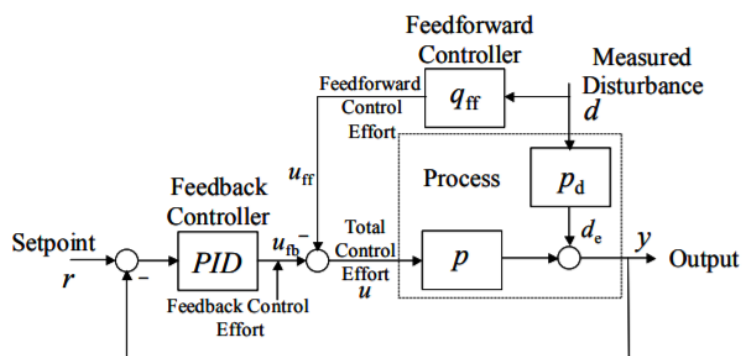 Feedforward
Controller
Measured
Disturbance
Feedforward
Control
Effort
q_ff
d
u_ff
Process
p_d
Feedback
Controller
Setpoint
r
−
PID
u_fb
−
Total
Control
Effort
u
p
d_e
y
Output
Feedback Control
Effort